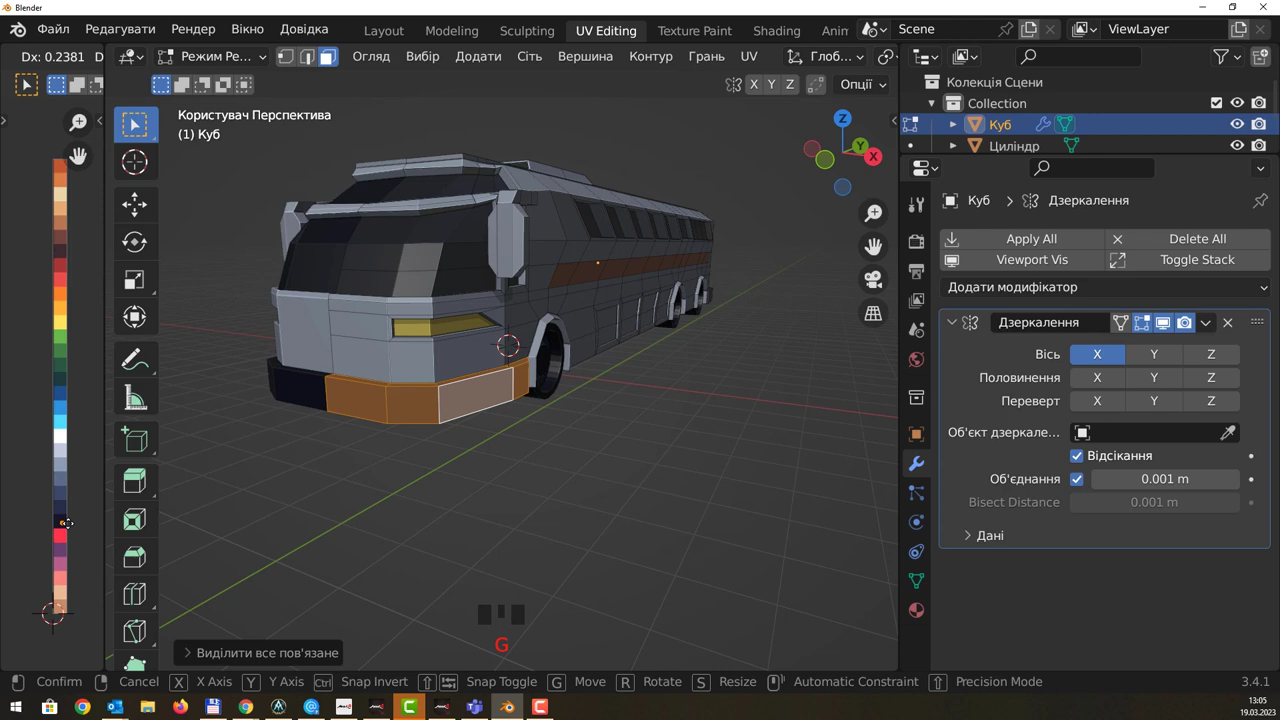 Blender
Файл Редагувати Рендер Вікно Довідка Layout Modeling Sculpting UV Editing Texture Paint Shading Anim Scene ViewLayer
Dx: 0.2381 D Режим Ре... Огляд Вибір Додати Сіть Вершина Контур Грань UV Глоб...
X Y Z Опції
Користувач Перспектива
(1) Куб
Z Y X
Колекція Сцени
Collection
Куб
Циліндр
Куб Дзеркалення
Apply All Delete All
Viewport Vis Toggle Stack
Додати модифікатор
Дзеркалення
Вісь X Y Z
Половинення X Y Z
Переверт X Y Z
Об'єкт дзеркале...
Відсікання
Об'єднання 0.001 m
Bisect Distance 0.001 m
Дані
G
Виділити все пов'язане
Confirm Cancel X X Axis Y Y Axis Ctrl Snap Invert Snap Toggle G Move R Rotate S Resize Automatic Constraint Precision Mode 3.4.1
13:05
19.03.2023